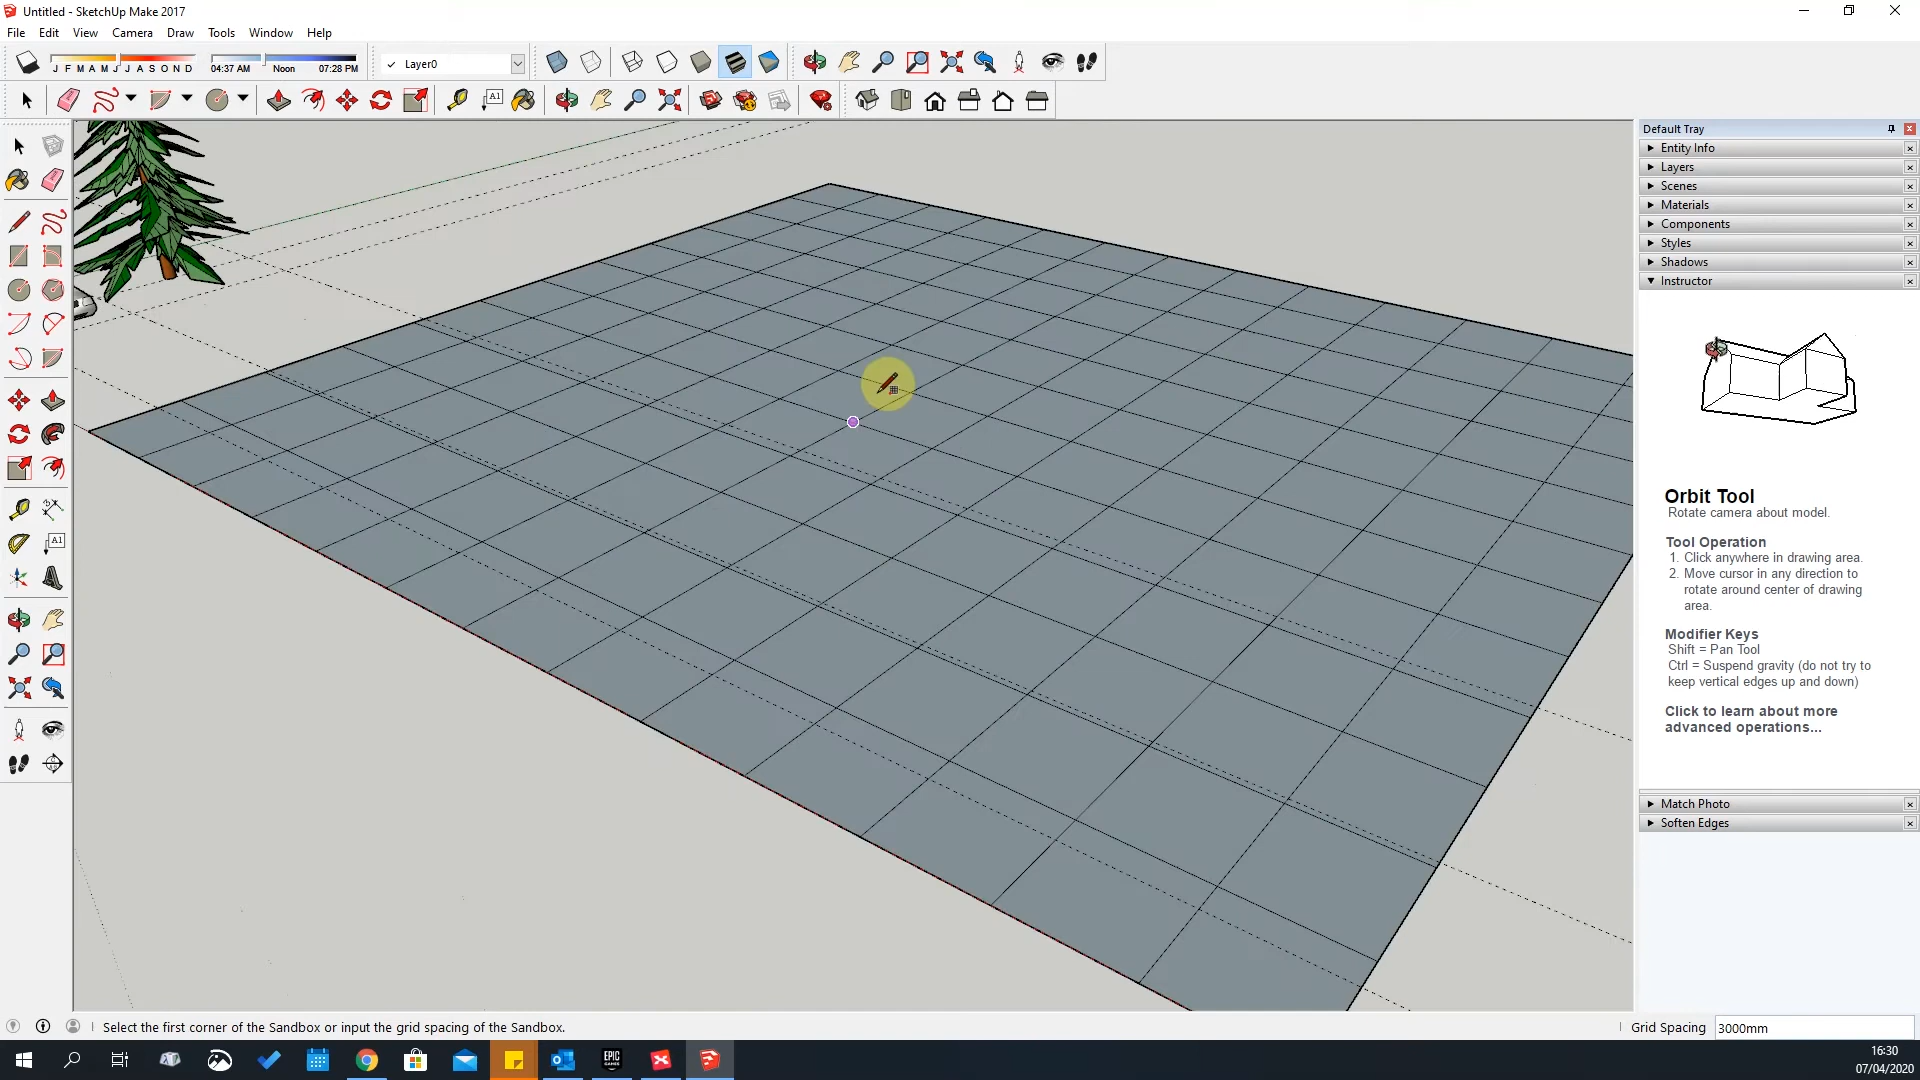 Untitled - SketchUp Make 2017
File Edit View Camera Draw Tools Window Help
J F M A M J J A S O N D 04:37 AM Noon 07:28 PM Layer0
A1
Default Tray
Entity Info
Layers
Scenes
Materials
Components
Styles
Shadows
Instructor
A1
Orbit Tool
Rotate camera about model.
Tool Operation
1. Click anywhere in drawing area.
2. Move cursor in any direction to
rotate around center of drawing
area.
Modifier Keys
Shift = Pan Tool
Ctrl = Suspend gravity (do not try to
keep vertical edges up and down)
Click to learn about more
advanced operations...
Match Photo
Soften Edges
Select the first corner of the Sandbox or input the grid spacing of the Sandbox. Grid Spacing 3000mm
EPIC GAMES
16:30
07/04/2020